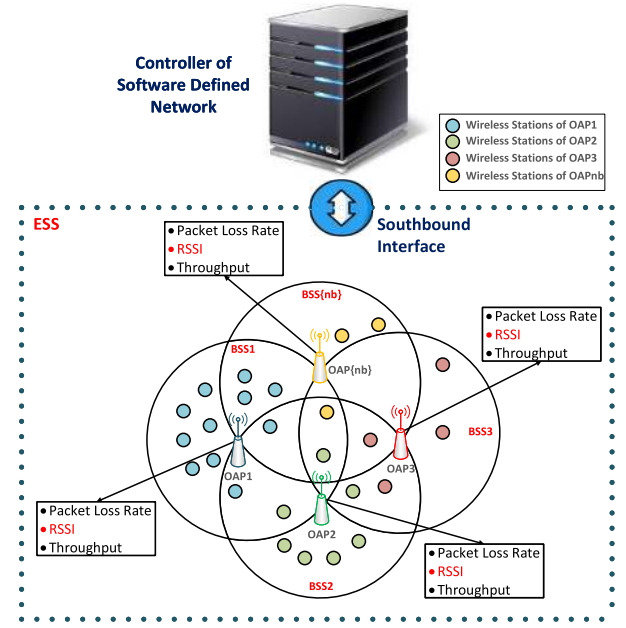 Controller of
Software Defined
Network
Wireless Stations of OAP1
Wireless Stations of OAP2
Wireless Stations of OAP3
Wireless Stations of OAPnb
ESS
Southbound
Interface
• Packet Loss Rate
• RSSI
• Throughput
BSS{nb}
• Packet Loss Rate
• RSSI
• Throughput
BSS1
OAP{nb}
BSS3
OAP3
OAP1
• Packet Loss Rate
• RSSI
• Throughput
OAP2
• Packet Loss Rate
• RSSI
• Throughput
BSS2